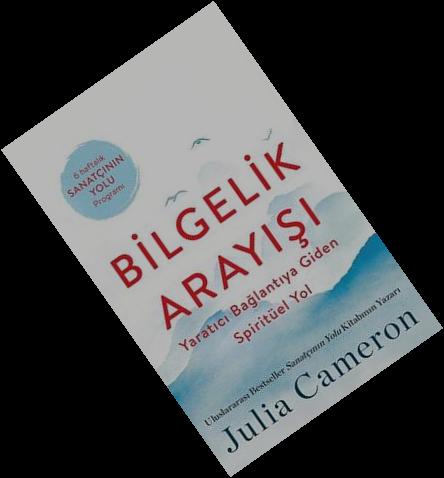 6 haftalık
SANATÇININ
YOLU
Programı
BİLGELİK
ARAYIŞI
Yaratıcı Bağlantıya Giden
Spiritüel Yol
Uluslararası Bestseller Sanatçının Yolu Kitabının Yazarı
Julia Cameron